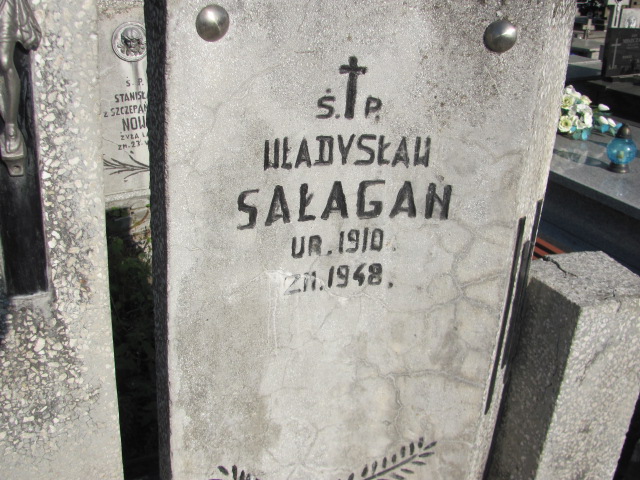 Ś.P.
WŁADYSŁAW
SAŁAGAN
UR.1910.
ZM.1948.
Ś.P.